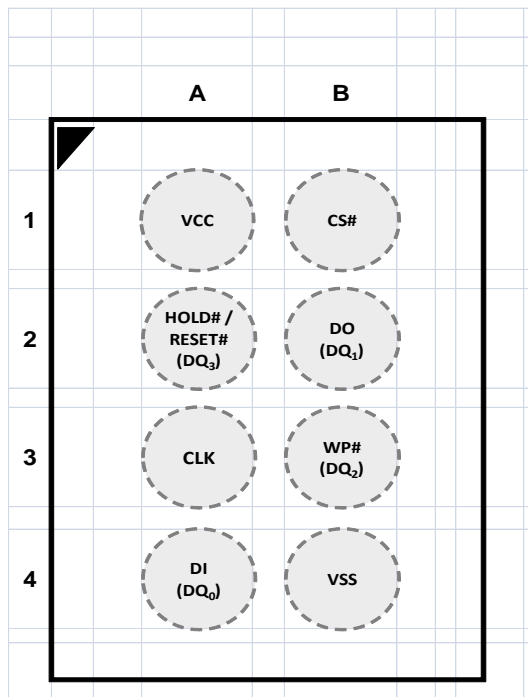 A B
1 VCC CS#
HOLD# /
2 RESET# DO
(DQ₃) (DQ₁)
3 CLK WP#
(DQ₂)
4 DI VSS
(DQ₀)